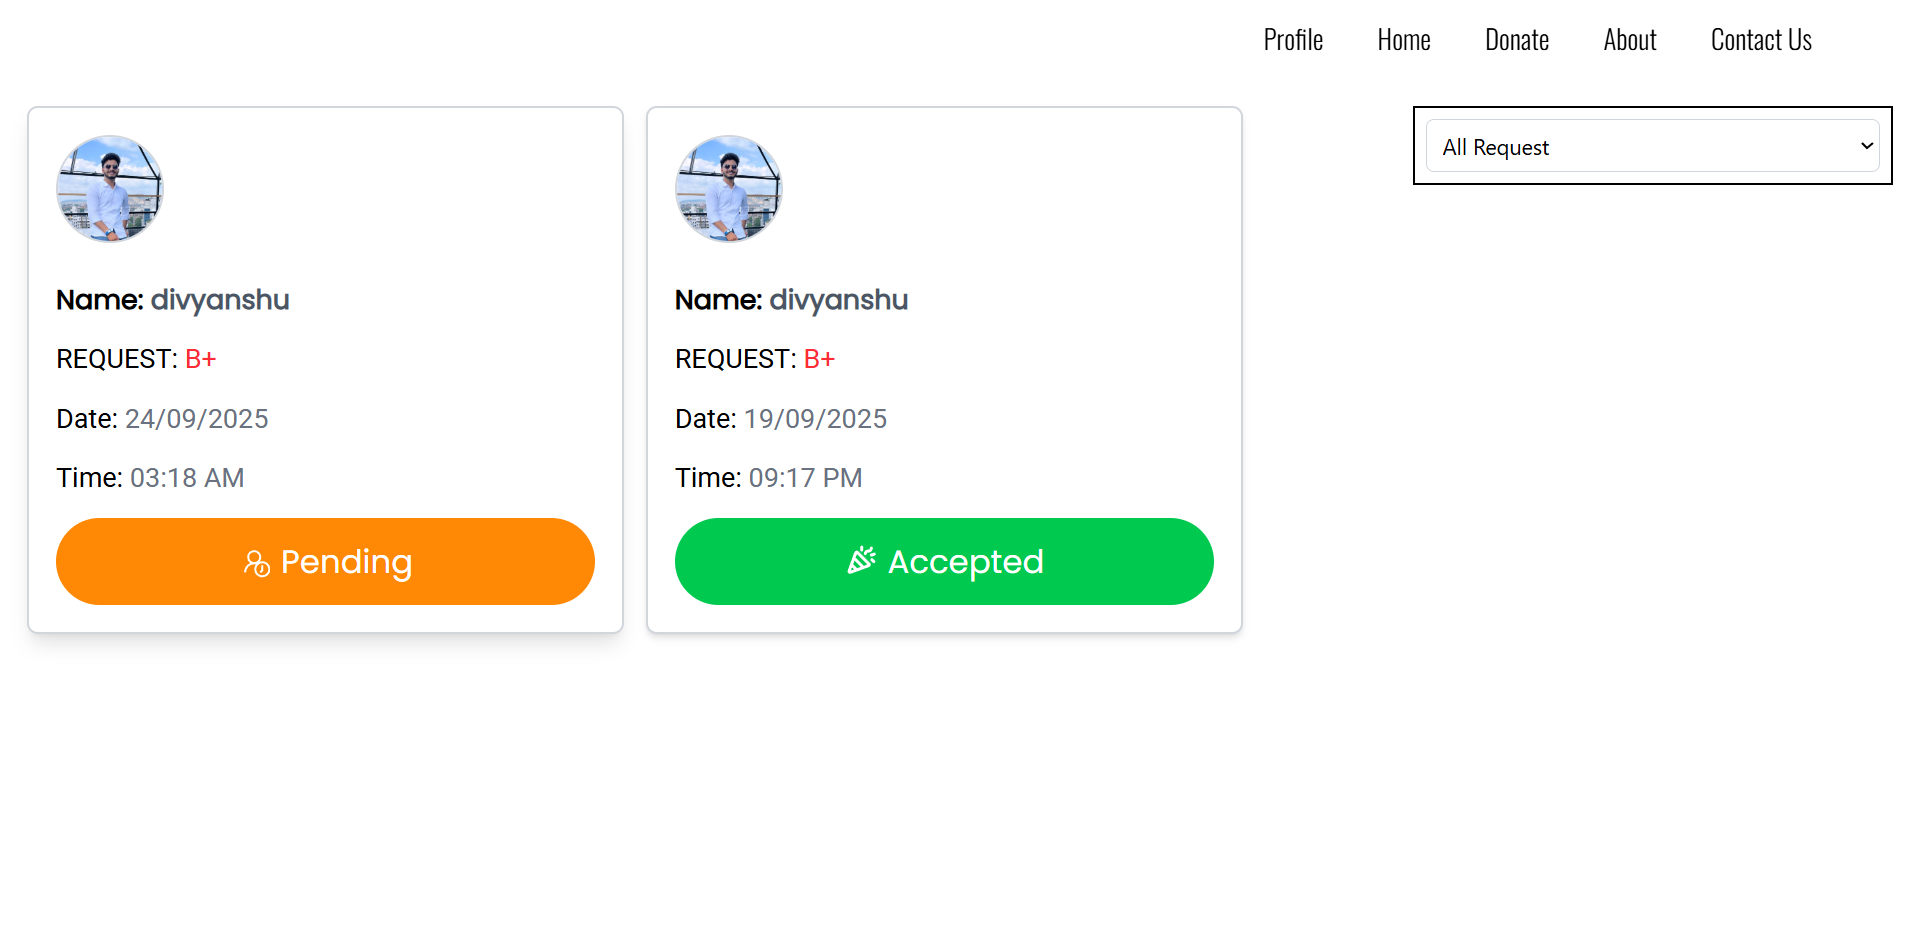 Profile Home Donate About Contact Us
All Request
Name: divyanshu
REQUEST: B+
Date: 24/09/2025
Time: 03:18 AM
Pending
Name: divyanshu
REQUEST: B+
Date: 19/09/2025
Time: 09:17 PM
Accepted